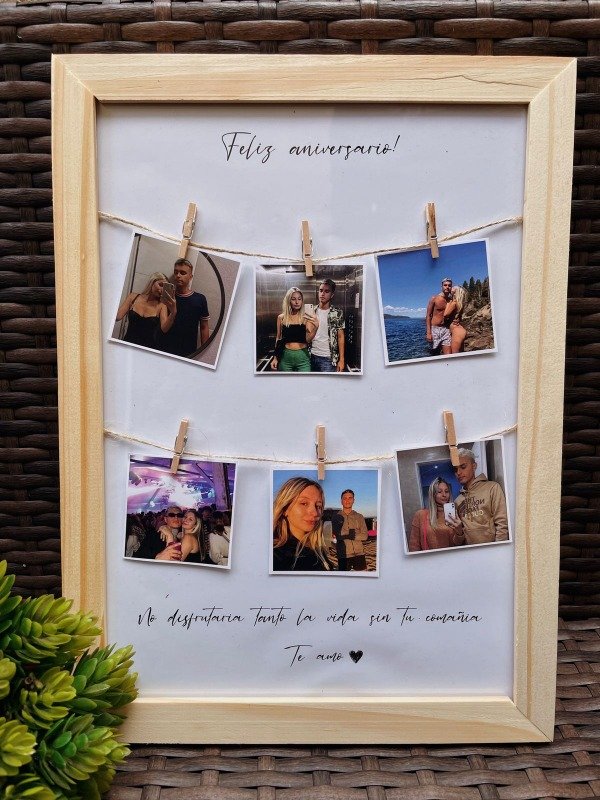 Feliz aniversario!
No disfrutaria tanto la vida sin tu comañia
Te amo